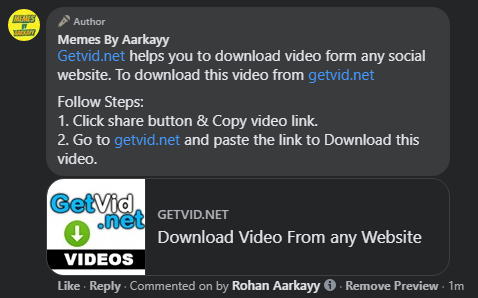 MEMES
BY
AARKAYY
Author
Memes By Aarkayy
Getvid.net helps you to download video form any social
website. To download this video from getvid.net
Follow Steps:
1. Click share button & Copy video link.
2. Go to getvid.net and paste the link to Download this
video.
GetVid
.net
VIDEOS
GETVID.NET
Download Video From any Website
Like · Reply · Commented on by Rohan Aarkayy · Remove Preview · 1m